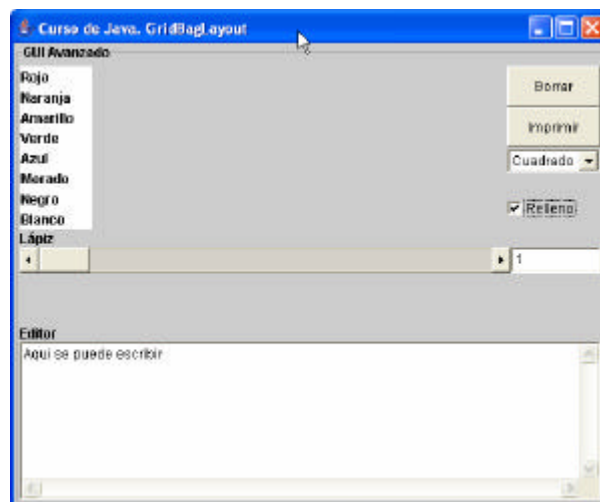 Curso de Java. GridBagLayout
GUI Avanzado
Rojo
Naranja
Amarillo
Verde
Azul
Morado
Negro
Blanco
Borrar
Imprimir
Cuadrado
Relleno
Lápiz
1
Editor
Aqui se puede escribir